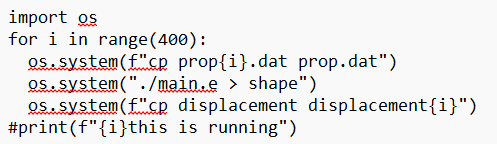 import os
for i in range(400):
  os.system(f"cp prop{i}.dat prop.dat")
  os.system("./main.e > shape")
  os.system(f"cp displacement displacement{i}")
#print(f"{i}this is running")